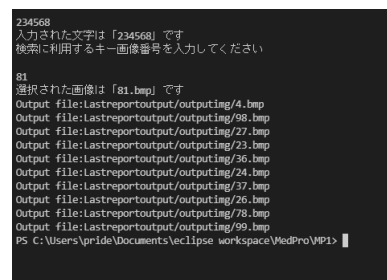 234568
入力された文字は「234568」です
検索に利用するキー画像番号を入力してください
81
選択された画像は「81.bmp」です
Output file:Lastreportoutput/outputimg/4.bmp
Output file:Lastreportoutput/outputimg/98.bmp
Output file:Lastreportoutput/outputimg/27.bmp
Output file:Lastreportoutput/outputimg/23.bmp
Output file:Lastreportoutput/outputimg/36.bmp
Output file:Lastreportoutput/outputimg/24.bmp
Output file:Lastreportoutput/outputimg/37.bmp
Output file:Lastreportoutput/outputimg/26.bmp
Output file:Lastreportoutput/outputimg/78.bmp
Output file:Lastreportoutput/outputimg/99.bmp
PS C:\Users\pride\Documents\eclipse workspace\MedPro\MP1>